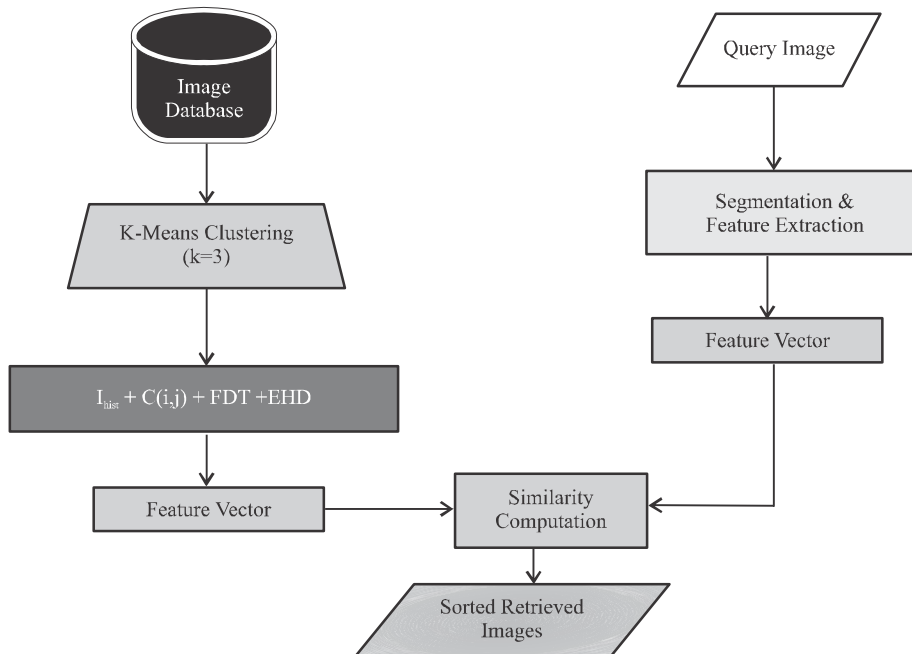 Image
Database
Query Image
K-Means Clustering
(k=3)
Segmentation &
Feature Extraction
Feature Vector
I_hist + C(i,j) + FDT +EHD
Feature Vector
Similarity
Computation
Sorted Retrieved
Images